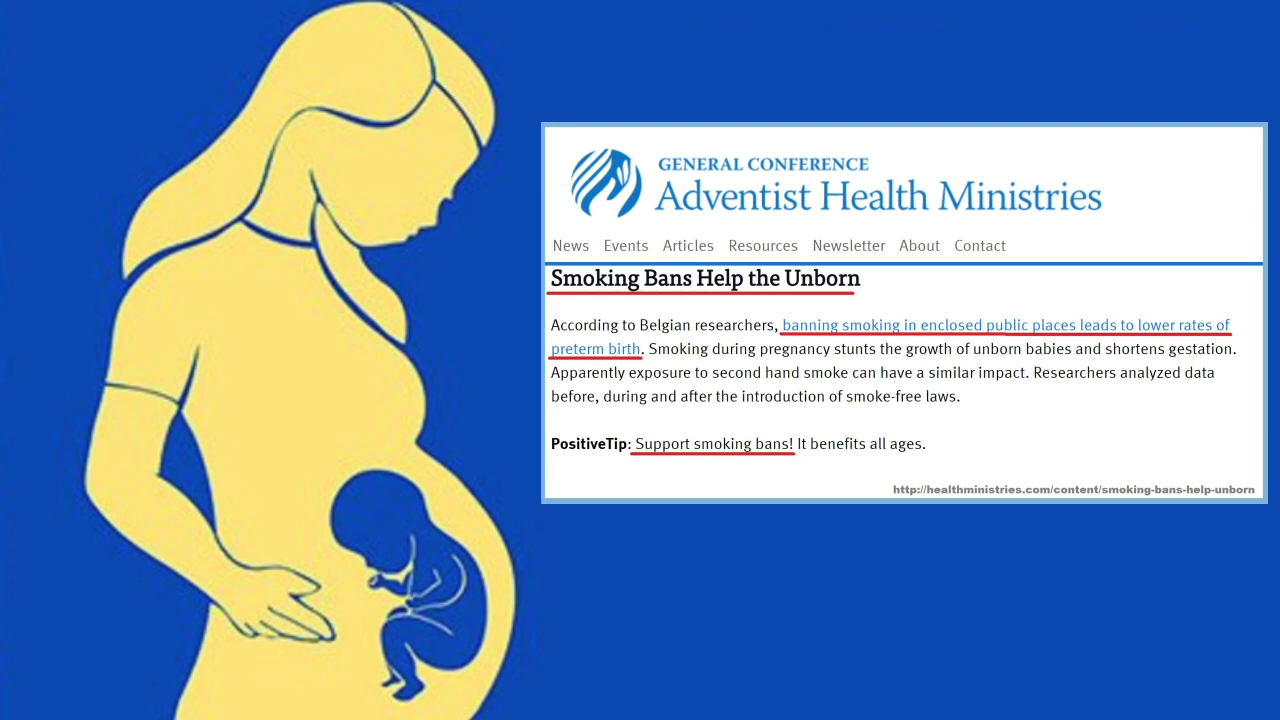 GENERAL CONFERENCE
Adventist Health Ministries
News Events Articles Resources Newsletter About Contact
Smoking Bans Help the Unborn
According to Belgian researchers, banning smoking in enclosed public places leads to lower rates of
preterm birth. Smoking during pregnancy stunts the growth of unborn babies and shortens gestation.
Apparently exposure to second hand smoke can have a similar impact. Researchers analyzed data
before, during and after the introduction of smoke-free laws.
PositiveTip: Support smoking bans! It benefits all ages.
http://healthministries.com/content/smoking-bans-help-unborn